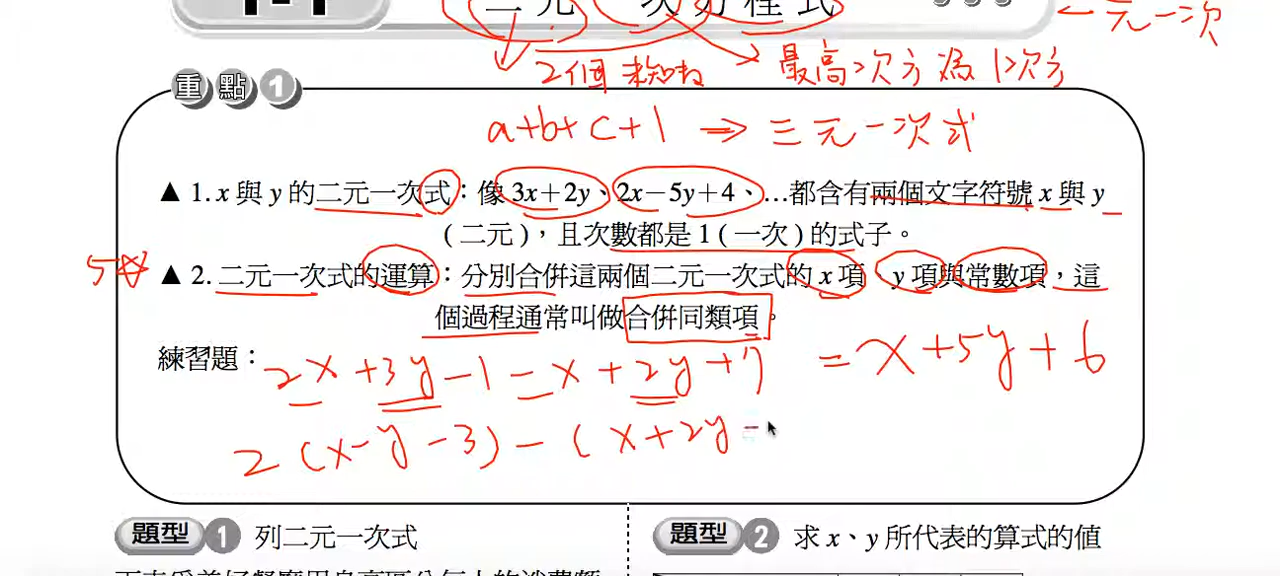 1-1 二元一次方程式
← 二元一次
2個未知數 最高次方為1次方
重點1
a+b+c+1 ⇒ 三元一次式
▲ 1. x 與 y 的二元一次式：像 3x＋2y、2x－5y＋4、…都含有兩個文字符號 x 與 y
（二元），且次數都是 1（一次）的式子。
5☆ ▲ 2. 二元一次式的運算：分別合併這兩個二元一次式的 x 項 y 項與常數項，這
個過程通常叫做合併同類項。
練習題： 2x+3y-1-x+2y+7 = x+5y+6
2(x-y-3)-(x+2y-
題型1 列二元一次式
題型2 求 x、y 所代表的算式的值